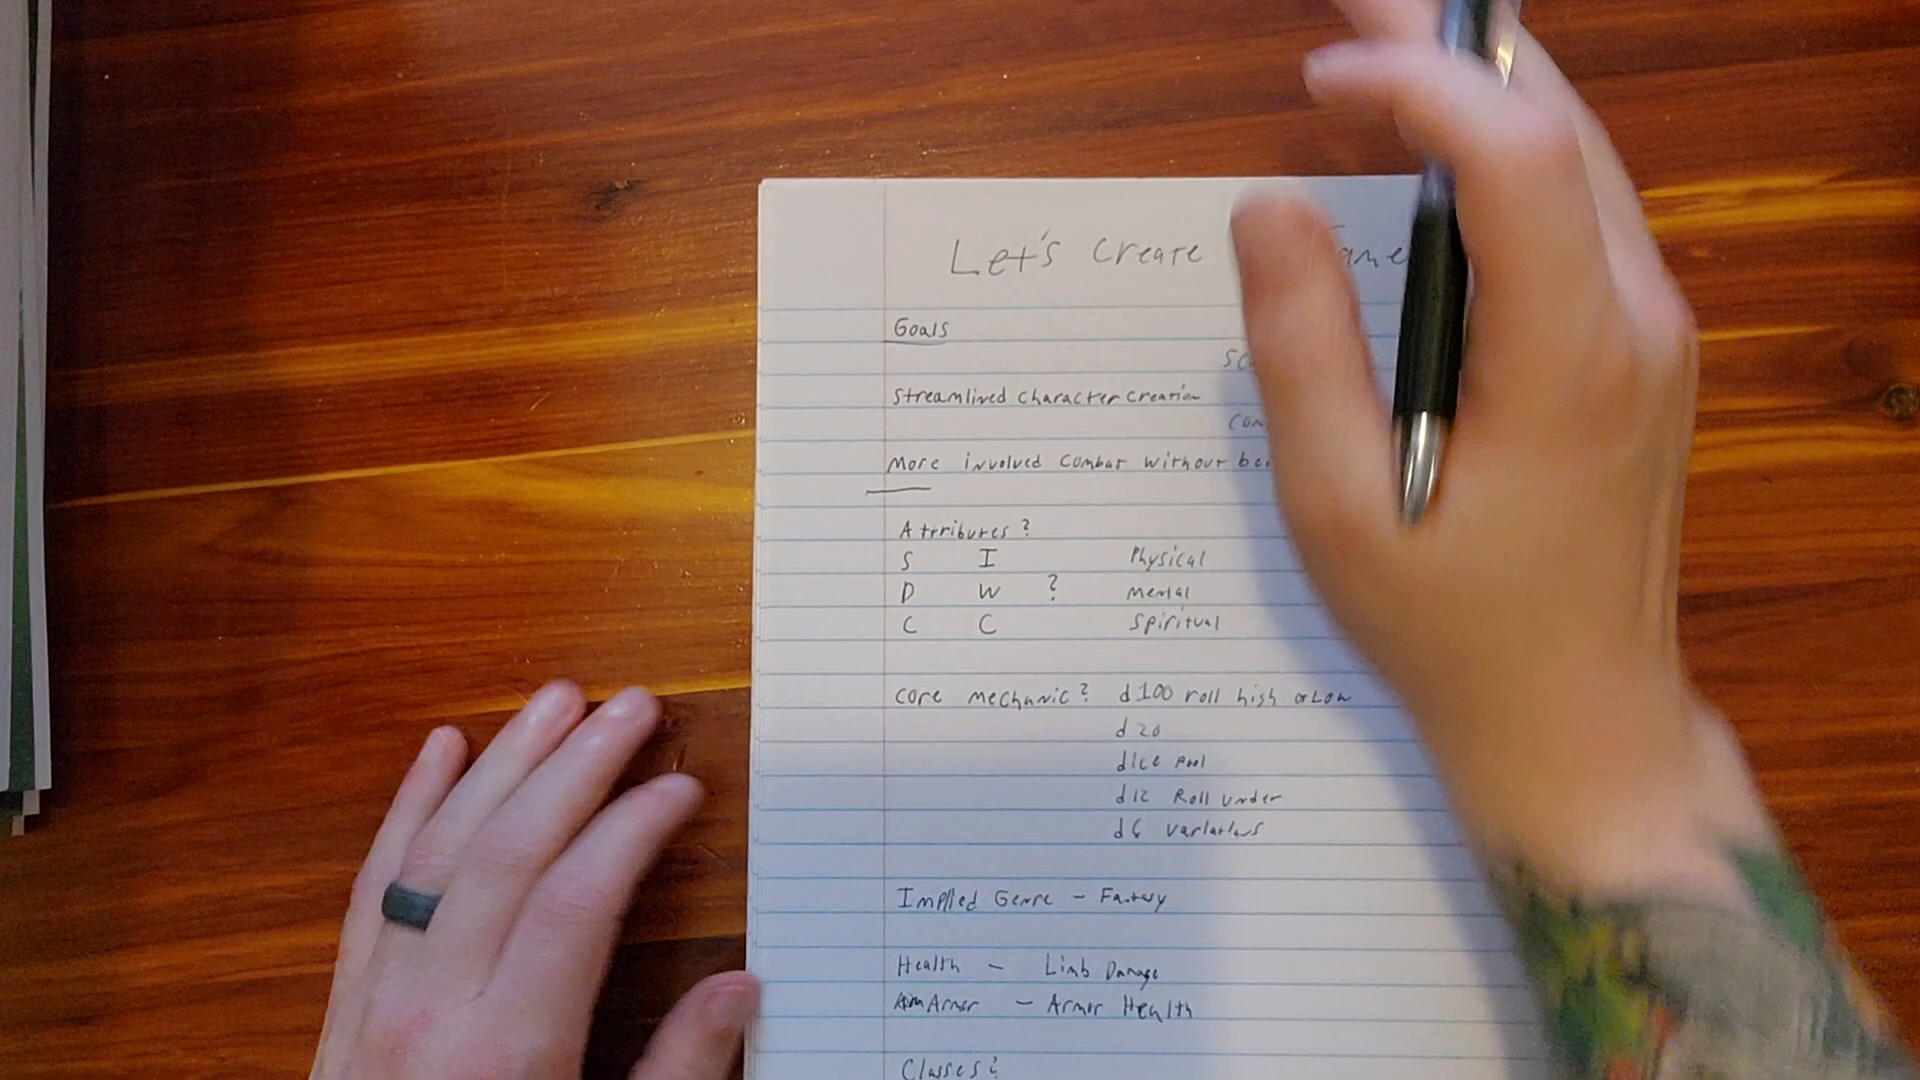 Let's Create
Goals
Streamlined Character Creation
More involved Combat without
Attributes?
S I Physical
D W ? Mental
C C Spiritual
Core Mechanic? d100 roll high or Low
d20
dice pool
d12 Roll under
d6 variations
Implied Genre - Fantasy
Health - Limb Damage
Armor - Armor Health
Classes?